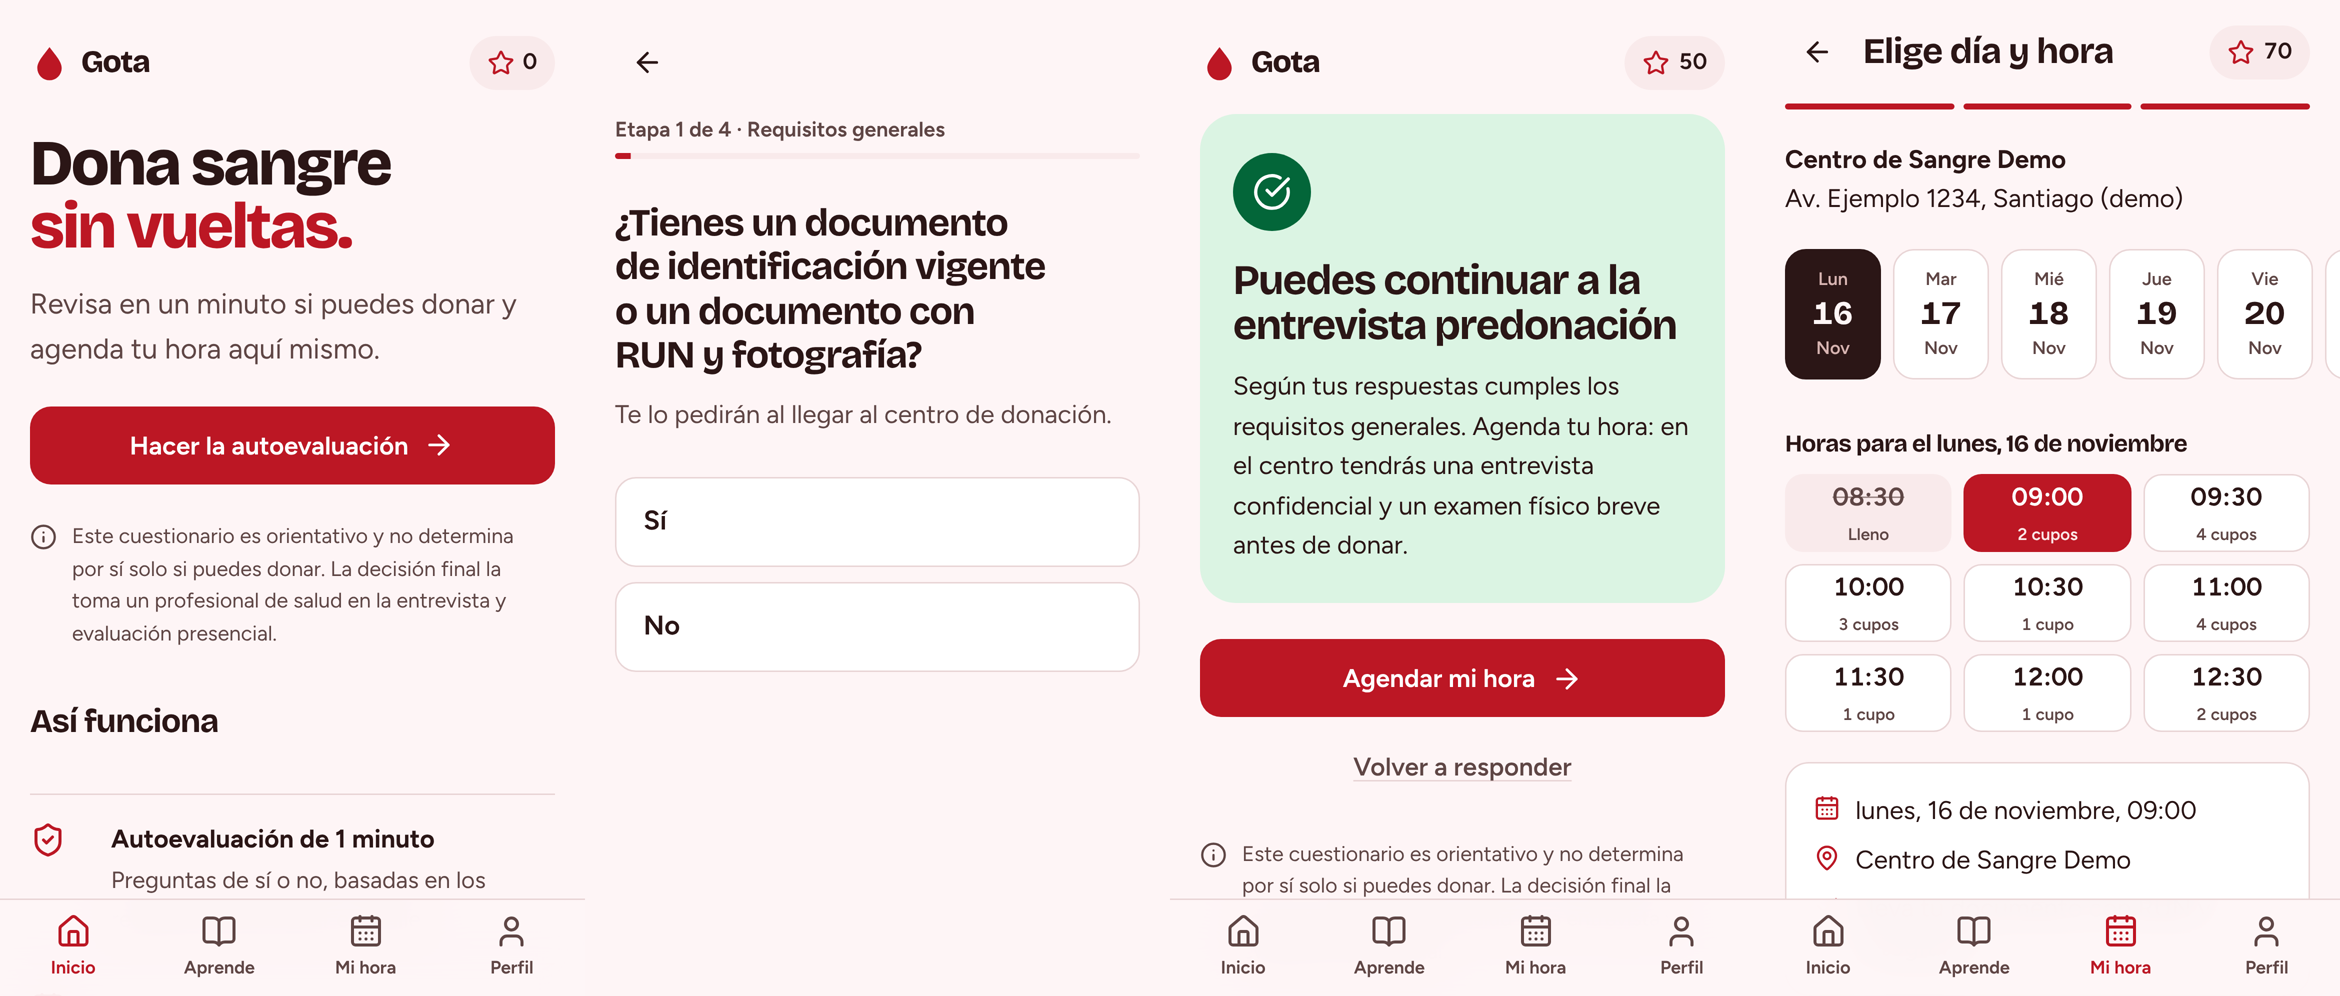 Gota
0
Dona sangre
sin vueltas.
Revisa en un minuto si puedes donar y
agenda tu hora aquí mismo.
Hacer la autoevaluación
Este cuestionario es orientativo y no determina
por sí solo si puedes donar. La decisión final la
toma un profesional de salud en la entrevista y
evaluación presencial.
Así funciona
Autoevaluación de 1 minuto
Preguntas de sí o no, basadas en los
Inicio
Aprende
Mi hora
Perfil
Etapa 1 de 4 · Requisitos generales
¿Tienes un documento
de identificación vigente
o un documento con
RUN y fotografía?
Te lo pedirán al llegar al centro de donación.
Sí
No
Gota
50
Puedes continuar a la
entrevista predonación
Según tus respuestas cumples los
requisitos generales. Agenda tu hora: en
el centro tendrás una entrevista
confidencial y un examen físico breve
antes de donar.
Agendar mi hora
Volver a responder
Este cuestionario es orientativo y no determina
por sí solo si puedes donar. La decisión final la
Inicio
Aprende
Mi hora
Perfil
Elige día y hora
70
Centro de Sangre Demo
Av. Ejemplo 1234, Santiago (demo)
Lun
16
Nov
Mar
17
Nov
Mié
18
Nov
Jue
19
Nov
Vie
20
Nov
Horas para el lunes, 16 de noviembre
08:30
Lleno
09:00
2 cupos
09:30
4 cupos
10:00
3 cupos
10:30
1 cupo
11:00
4 cupos
11:30
1 cupo
12:00
1 cupo
12:30
2 cupos
lunes, 16 de noviembre, 09:00
Centro de Sangre Demo
Inicio
Aprende
Mi hora
Perfil